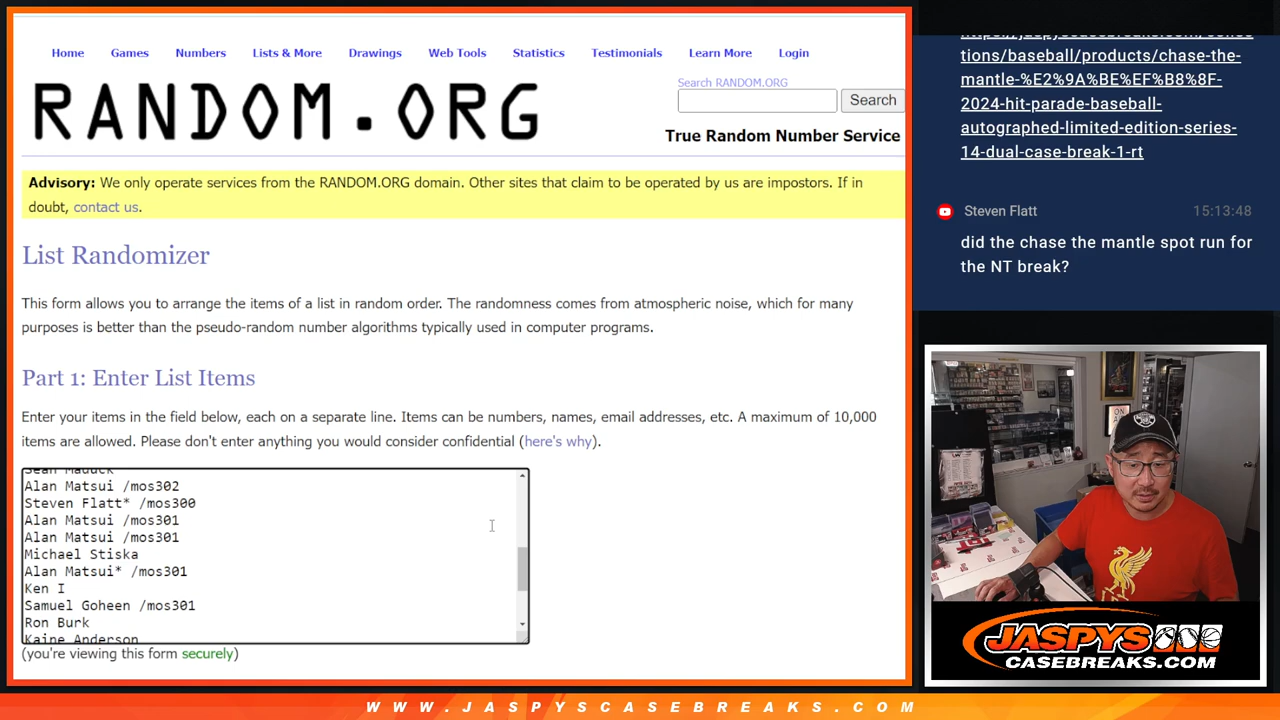 Home Games Numbers Lists & More Drawings Web Tools Statistics Testimonials Learn More Login
RANDOM.ORG
Search RANDOM.ORG
Search
True Random Number Service
Advisory: We only operate services from the RANDOM.ORG domain. Other sites that claim to be operated by us are impostors. If in
doubt, contact us.
List Randomizer
This form allows you to arrange the items of a list in random order. The randomness comes from atmospheric noise, which for many
purposes is better than the pseudo-random number algorithms typically used in computer programs.
Part 1: Enter List Items
Enter your items in the field below, each on a separate line. Items can be numbers, names, email addresses, etc. A maximum of 10,000
items are allowed. Please don't enter anything you would consider confidential (here's why).
Sean Maduck
Alan Matsui /mos302
Steven Flatt* /mos300
Alan Matsui /mos301
Alan Matsui /mos301
Michael Stiska
Alan Matsui* /mos301
Ken I
Samuel Goheen /mos301
Ron Burk
Kaine Anderson
(you're viewing this form securely)
tions/baseball/products/chase-the-
mantle-%E2%9A%BE%EF%B8%8F-
2024-hit-parade-baseball-
autographed-limited-edition-series-
14-dual-case-break-1-rt
Steven Flatt 15:13:48
did the chase the mantle spot run for
the NT break?
JASPYS
CASEBREAKS.COM
WWW.JASPYSCASEBREAKS.COM